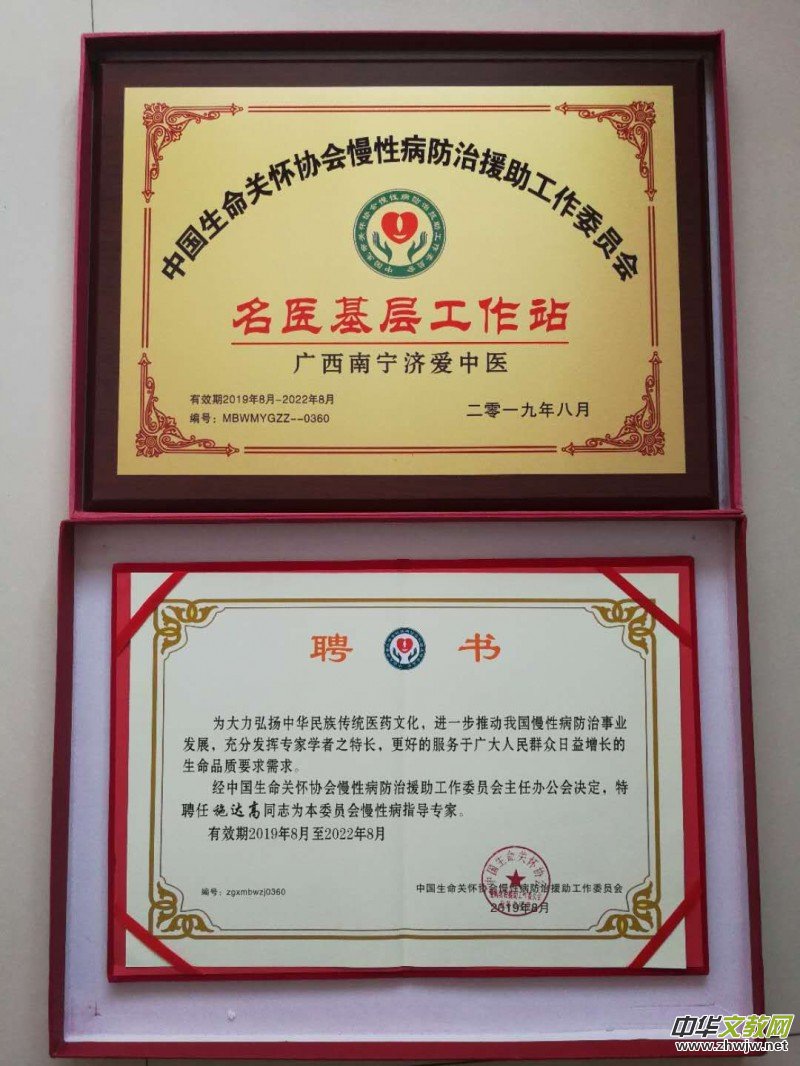 中国生命关怀协会慢性病防治援助工作委员会
名医基层工作站
广西南宁济爱中医
有效期2019年8月-2022年8月
编号：MBWMYGZZ--0360
二零一九年八月
聘 书
为大力弘扬中华民族传统医药文化，进一步推动我国慢性病防治事业
发展，充分发挥专家学者之特长，更好的服务于广大人民群众日益增长的
生命品质要求需求。
经中国生命关怀协会慢性病防治援助工作委员会主任办公会决定，特
聘任施达高同志为本委员会慢性病指导专家。
有效期2019年8月至2022年8月
编号：zgxmbwzj0360
中国生命关怀协会慢性病防治援助工作委员会
2019年8月
中国生命关怀协会
中华文教网
www.zhwjw.net